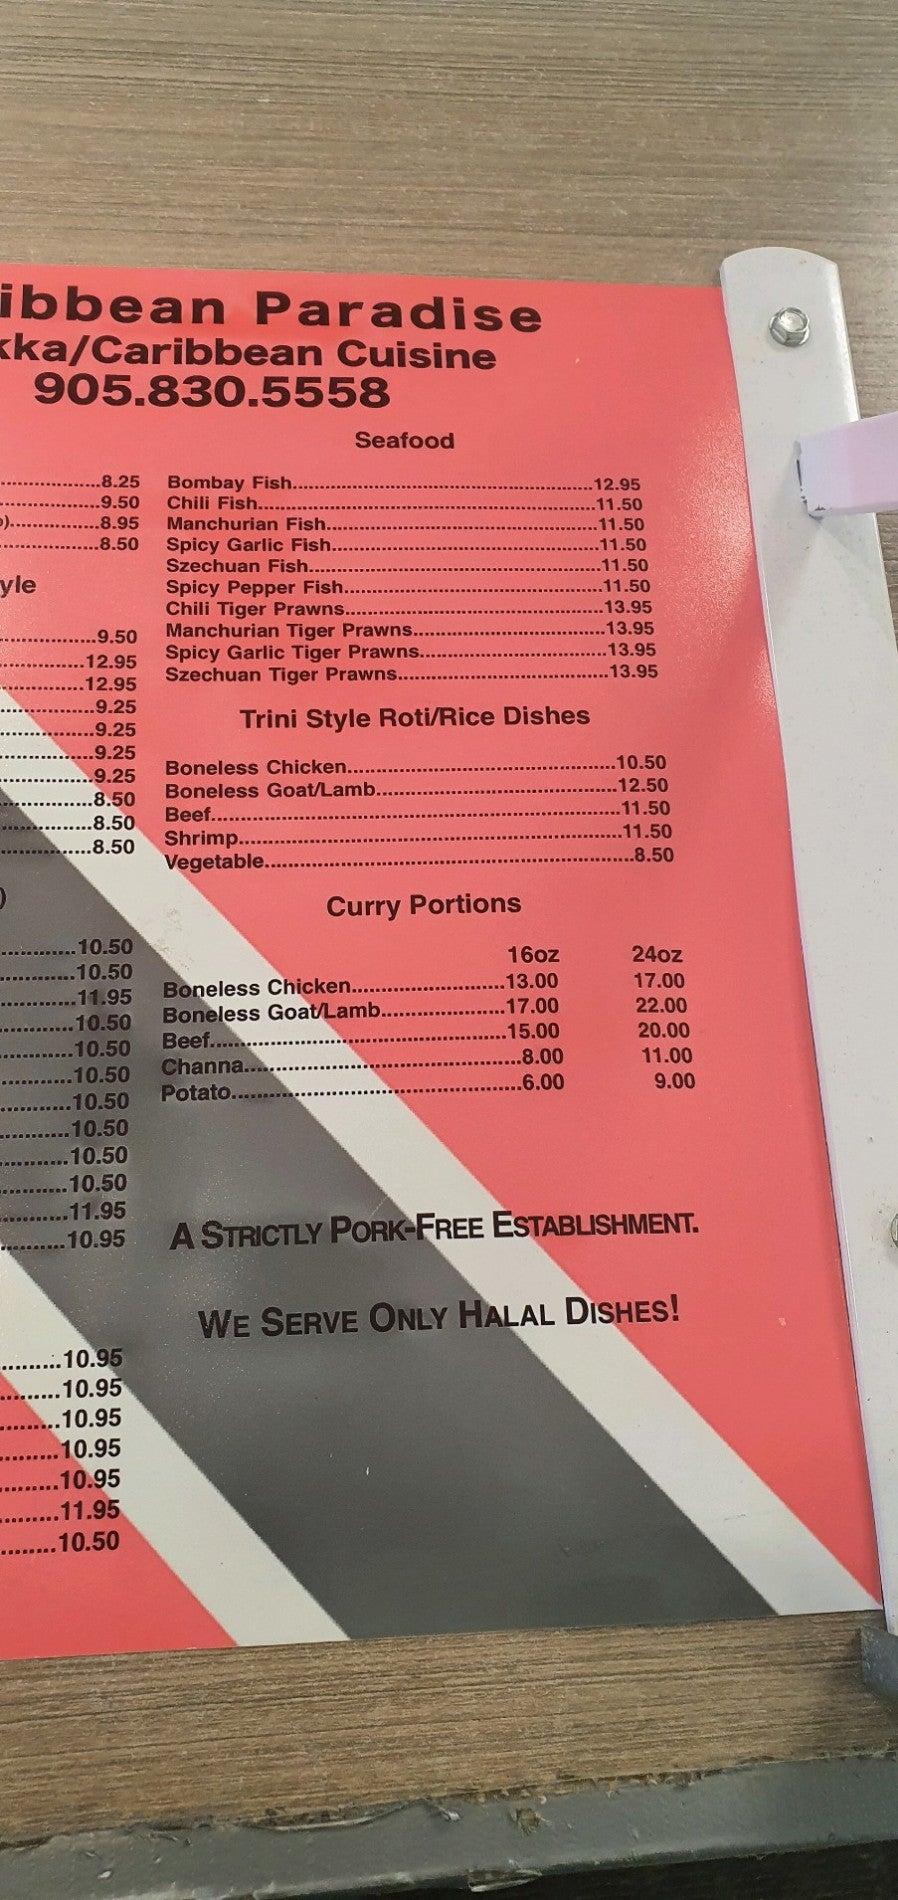 ibbean Paradise
kka/Caribbean Cuisine
905.830.5558
8.25
9.50
8.95
8.50
yle
9.50
12.95
12.95
9.25
9.25
9.25
9.25
8.50
8.50
8.50
)
10.50
10.50
11.95
10.50
10.50
10.50
10.50
10.50
10.50
10.50
11.95
10.95
10.95
10.95
10.95
10.95
10.95
11.95
10.50
Seafood
Bombay Fish 12.95
Chili Fish 11.50
Manchurian Fish 11.50
Spicy Garlic Fish 11.50
Szechuan Fish 11.50
Spicy Pepper Fish 11.50
Chili Tiger Prawns 13.95
Manchurian Tiger Prawns 13.95
Spicy Garlic Tiger Prawns 13.95
Szechuan Tiger Prawns 13.95
Trini Style Roti/Rice Dishes
Boneless Chicken 10.50
Boneless Goat/Lamb 12.50
Beef 11.50
Shrimp 11.50
Vegetable 8.50
Curry Portions
16oz 24oz
Boneless Chicken 13.00 17.00
Boneless Goat/Lamb 17.00 22.00
Beef 15.00 20.00
Channa 8.00 11.00
Potato 6.00 9.00
A STRICTLY PORK-FREE ESTABLISHMENT.
WE SERVE ONLY HALAL DISHES!